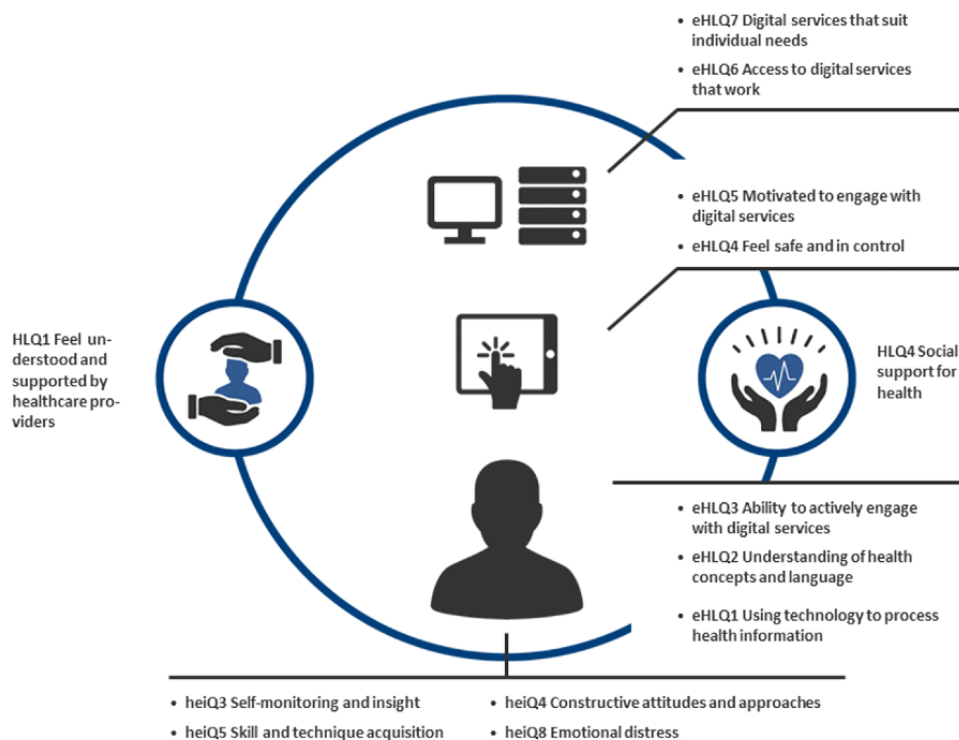 • eHLQ7 Digital services that suit
individual needs
• eHLQ6 Access to digital services
that work
• eHLQ5 Motivated to engage with
digital services
• eHLQ4 Feel safe and in control
HLQ1 Feel un-
derstood and
supported by
healthcare pro-
viders
HLQ4 Social
support for
health
• eHLQ3 Ability to actively engage
with digital services
• eHLQ2 Understanding of health
concepts and language
• eHLQ1 Using technology to process
health information
• heiQ3 Self-monitoring and insight
• heiQ5 Skill and technique acquisition
• heiQ4 Constructive attitudes and approaches
• heiQ8 Emotional distress